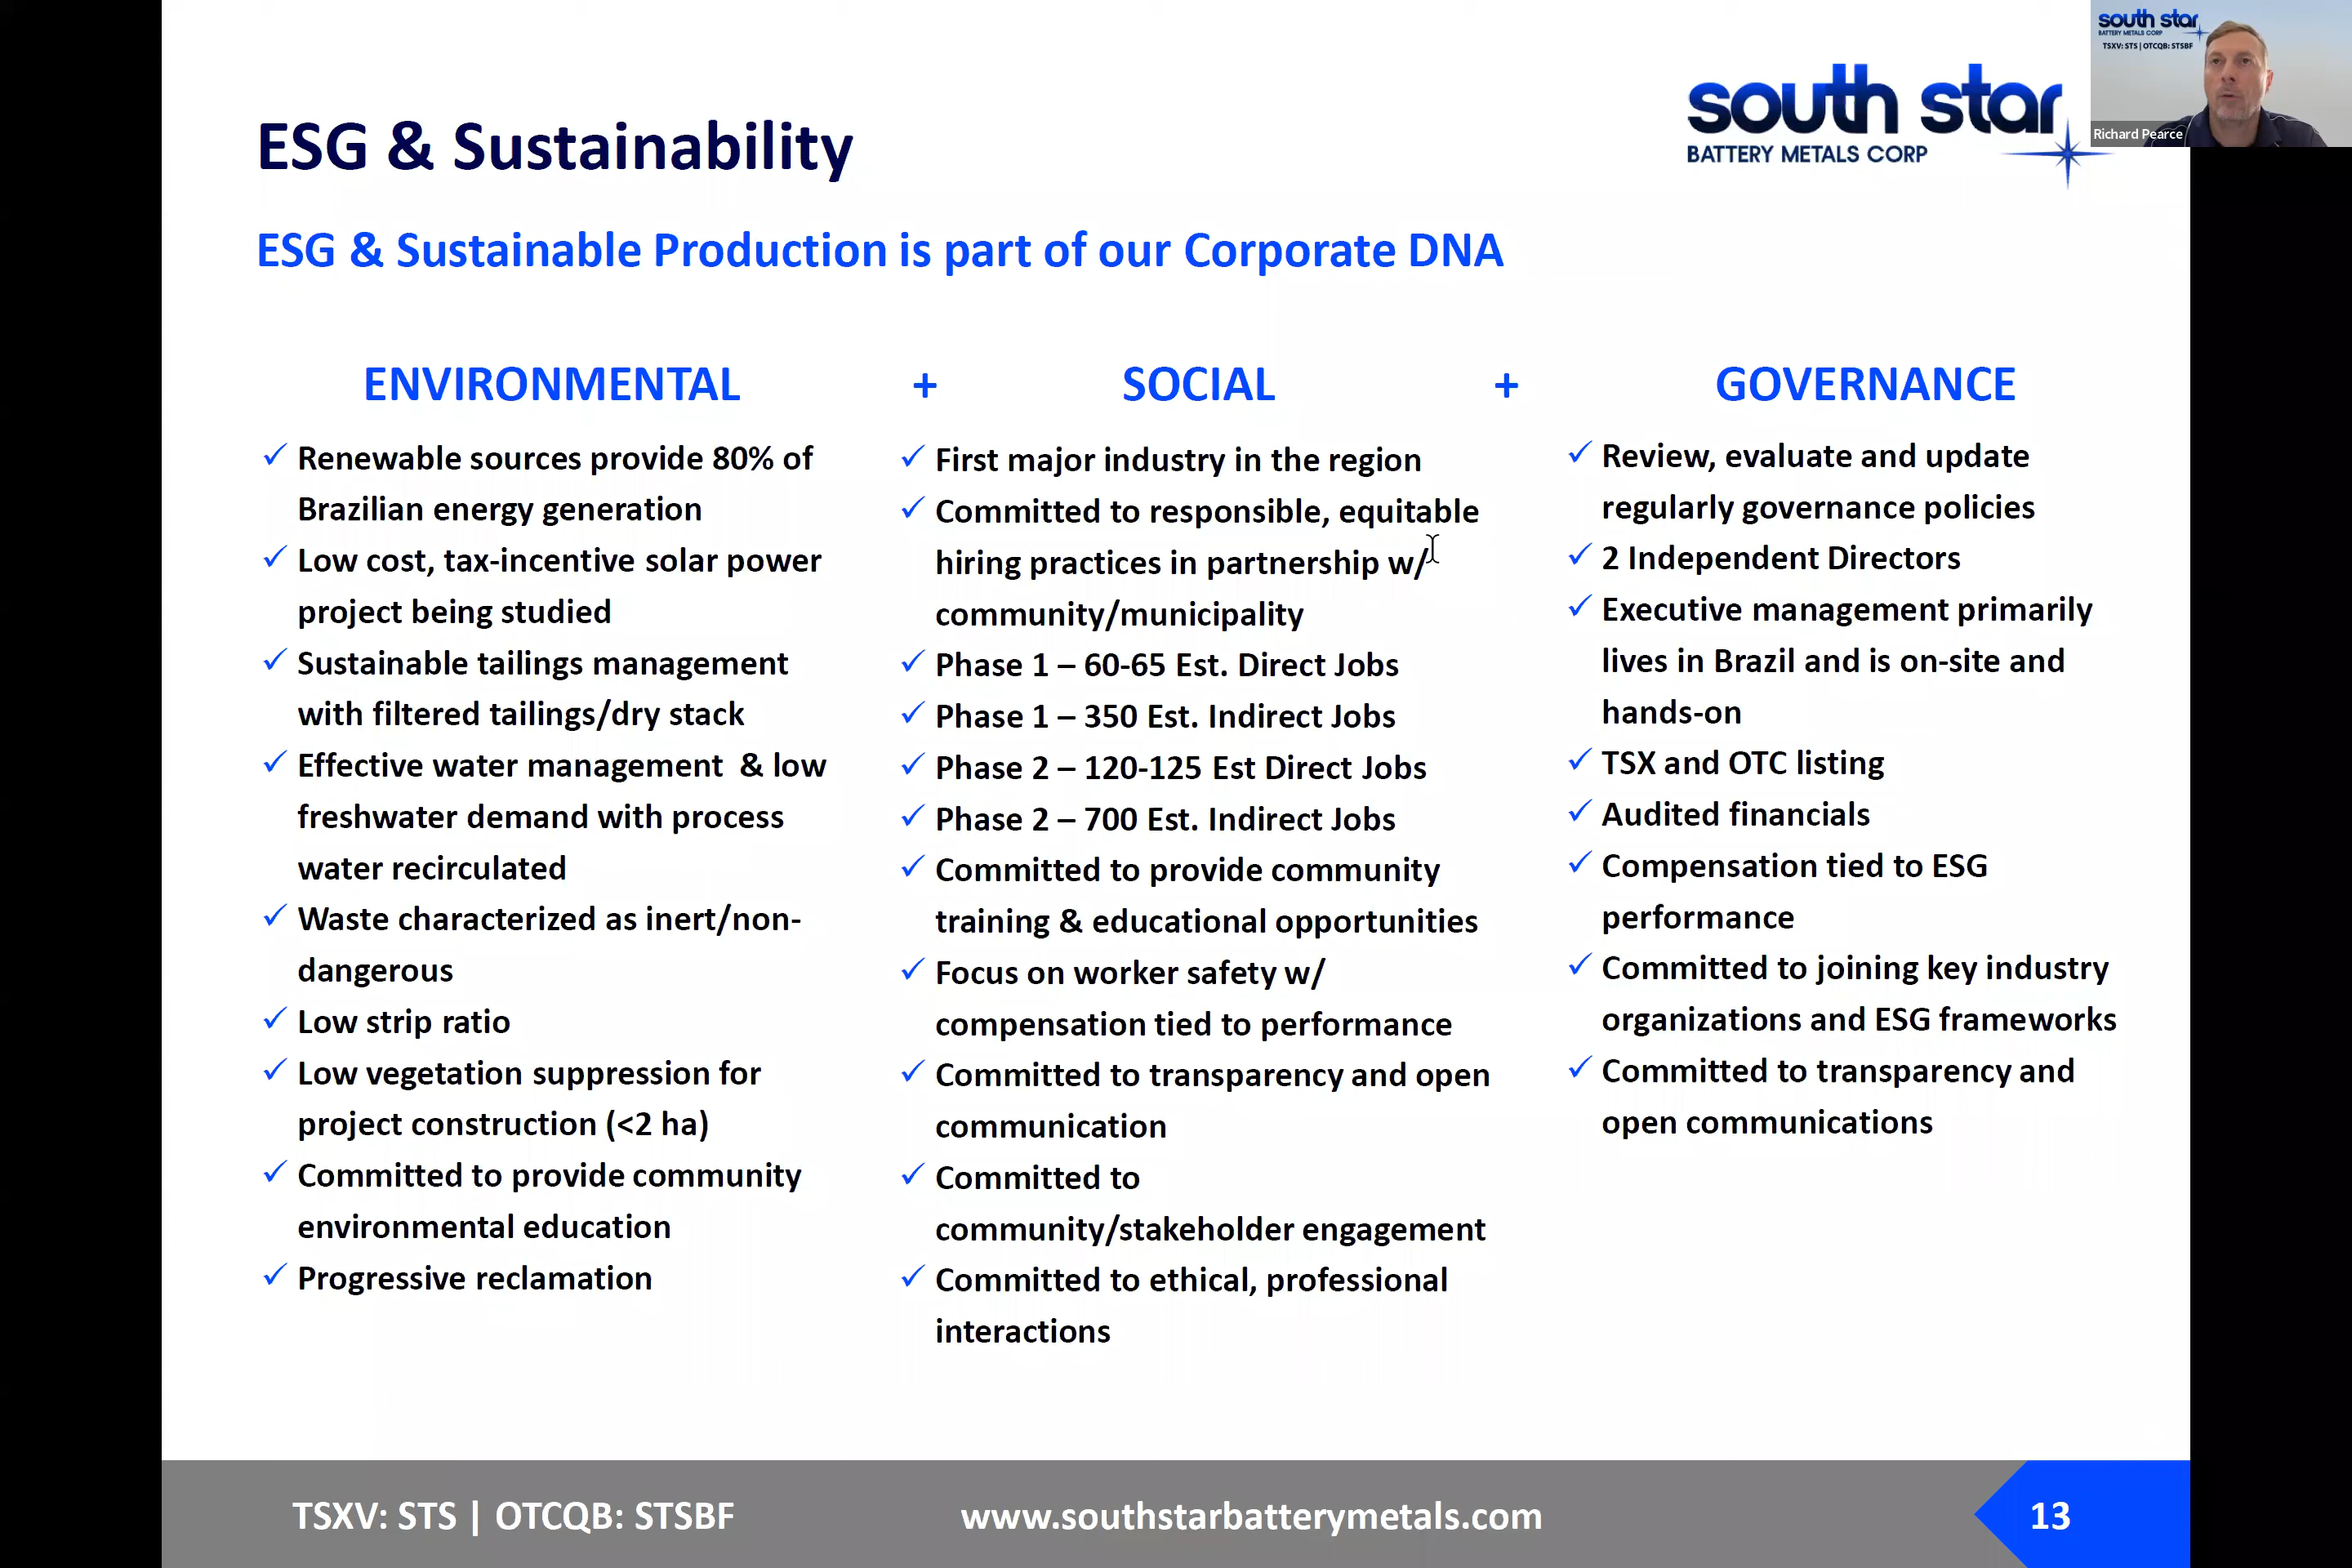 south star
BATTERY METALS CORP
TSXV: STS | OTCQB: STSBF
Richard Pearce
south star
BATTERY METALS CORP
ESG & Sustainability
ESG & Sustainable Production is part of our Corporate DNA
ENVIRONMENTAL + SOCIAL + GOVERNANCE
✓ Renewable sources provide 80% of
Brazilian energy generation
✓ Low cost, tax-incentive solar power
project being studied
✓ Sustainable tailings management
with filtered tailings/dry stack
✓ Effective water management & low
freshwater demand with process
water recirculated
✓ Waste characterized as inert/non-
dangerous
✓ Low strip ratio
✓ Low vegetation suppression for
project construction (<2 ha)
✓ Committed to provide community
environmental education
✓ Progressive reclamation
✓ First major industry in the region
✓ Committed to responsible, equitable
hiring practices in partnership w/
community/municipality
✓ Phase 1 – 60-65 Est. Direct Jobs
✓ Phase 1 – 350 Est. Indirect Jobs
✓ Phase 2 – 120-125 Est Direct Jobs
✓ Phase 2 – 700 Est. Indirect Jobs
✓ Committed to provide community
training & educational opportunities
✓ Focus on worker safety w/
compensation tied to performance
✓ Committed to transparency and open
communication
✓ Committed to
community/stakeholder engagement
✓ Committed to ethical, professional
interactions
✓ Review, evaluate and update
regularly governance policies
✓ 2 Independent Directors
✓ Executive management primarily
lives in Brazil and is on-site and
hands-on
✓ TSX and OTC listing
✓ Audited financials
✓ Compensation tied to ESG
performance
✓ Committed to joining key industry
organizations and ESG frameworks
✓ Committed to transparency and
open communications
TSXV: STS | OTCQB: STSBF
www.southstarbatterymetals.com
13